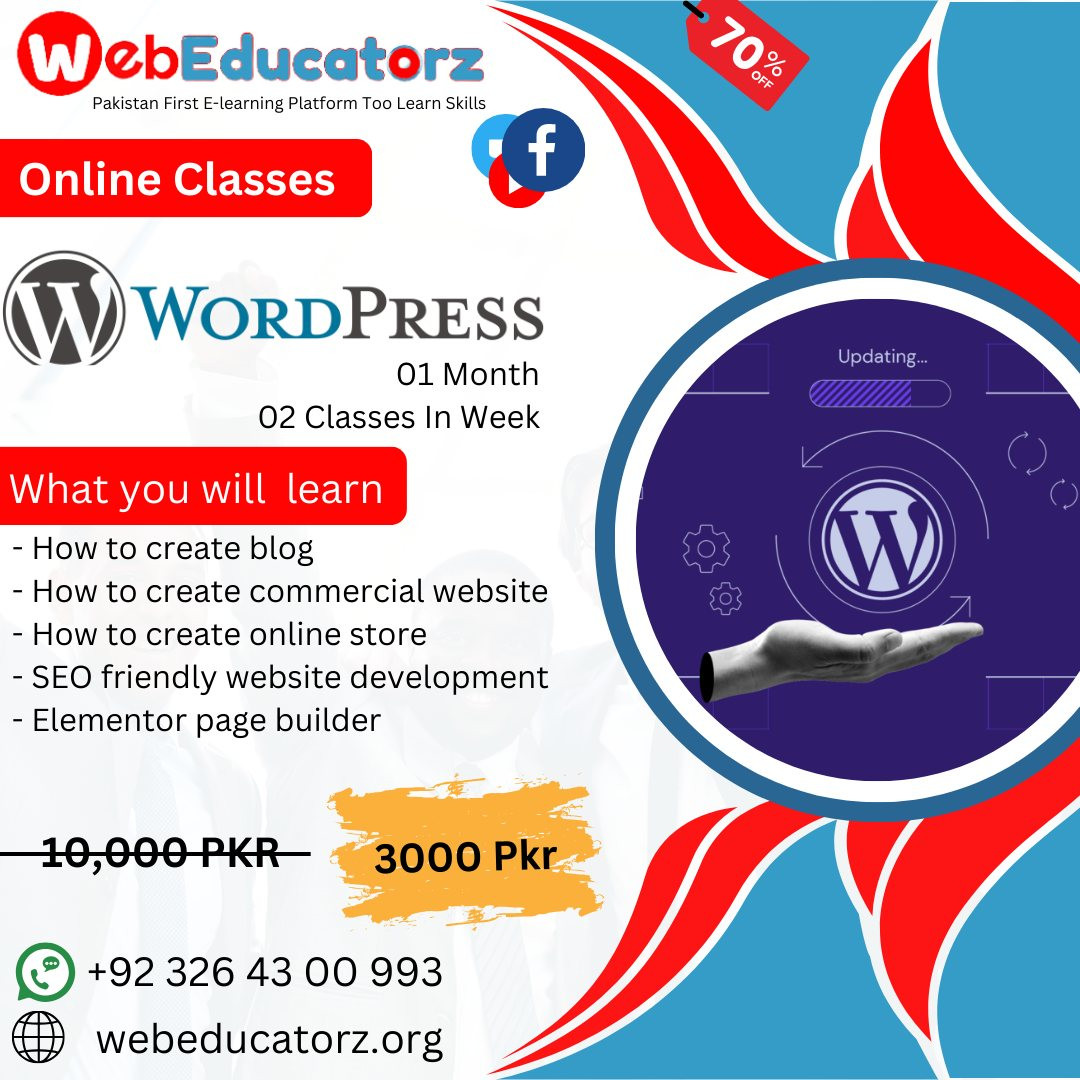 WebEducatorz
Pakistan First E-learning Platform Too Learn Skills
70% OFF
Online Classes
WORDPRESS
01 Month
02 Classes In Week
Updating...
What you will learn
- How to create blog
- How to create commercial website
- How to create online store
- SEO friendly website development
- Elementor page builder
10,000 PKR
3000 Pkr
+92 326 43 00 993
webeducatorz.org